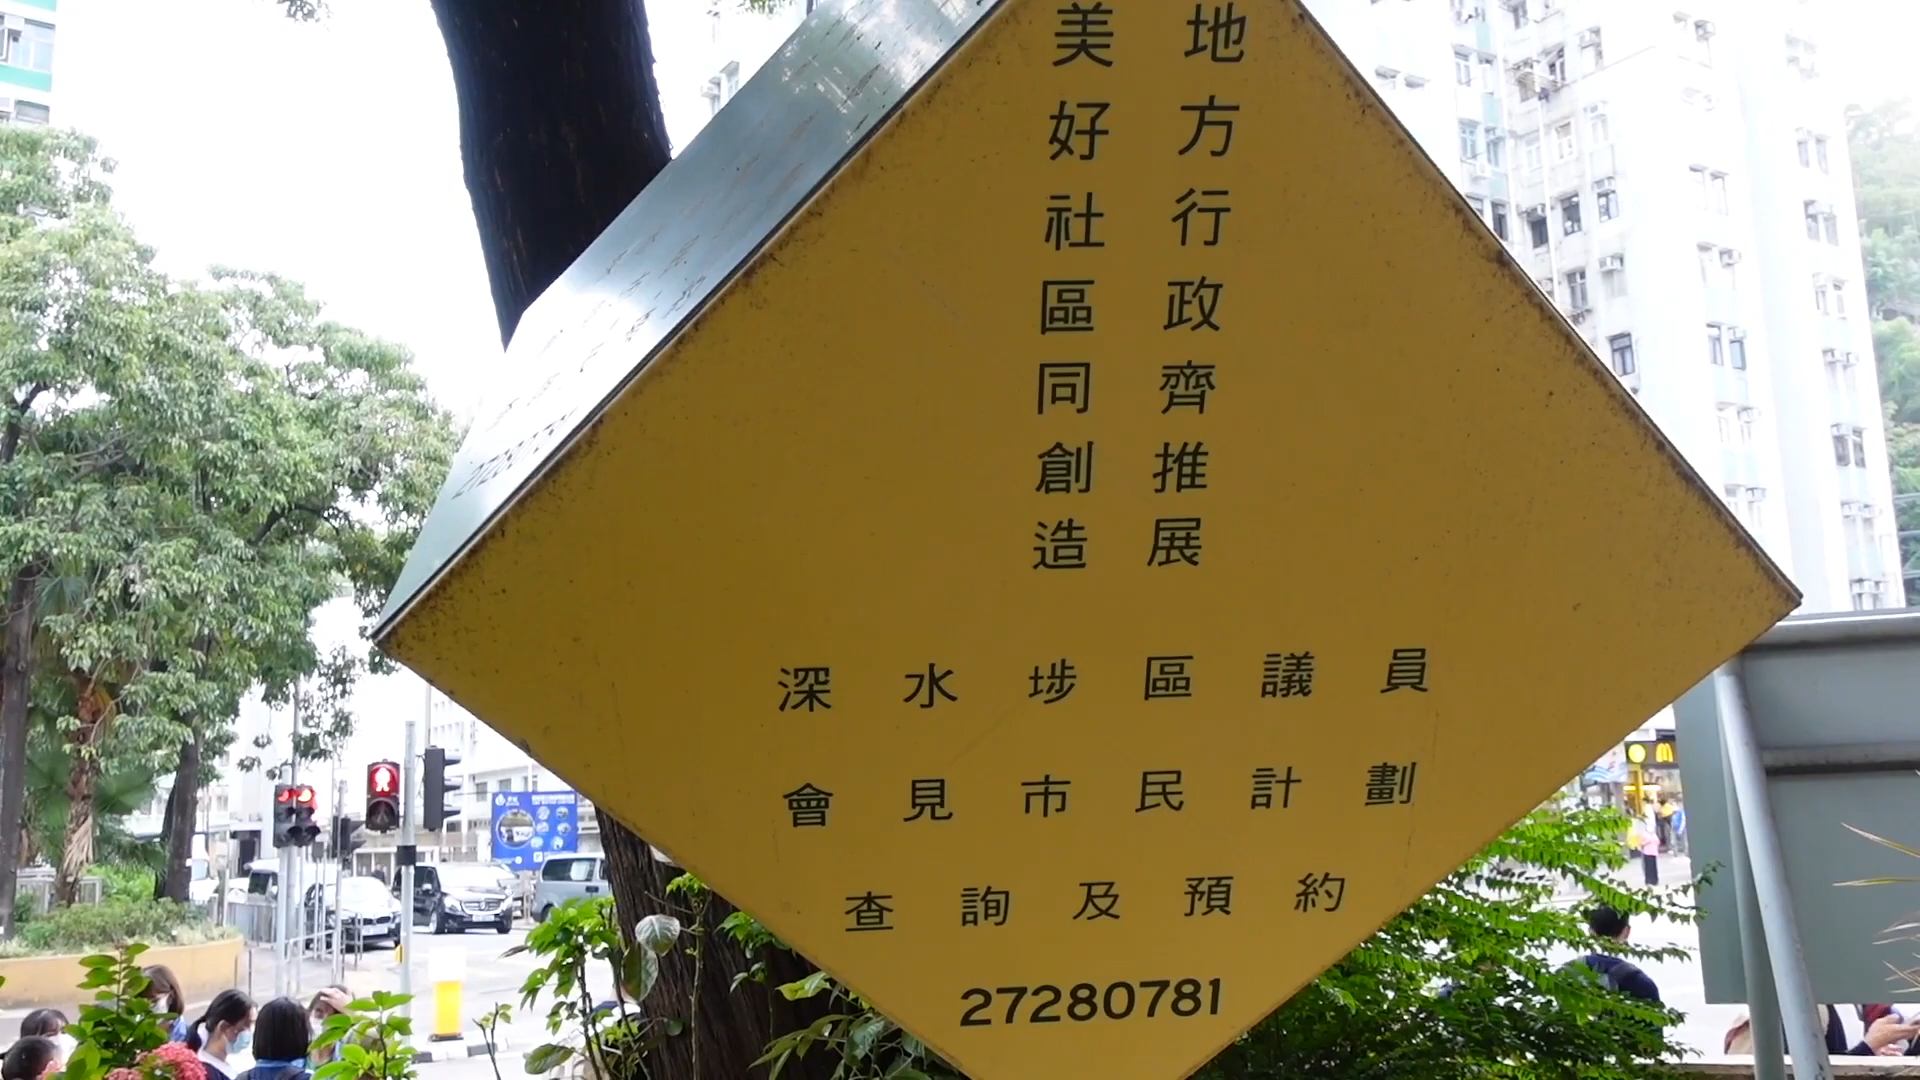 地方行政齊推展
美好社區同創造
深水埗區議員
會見市民計劃
查詢及預約
27280781